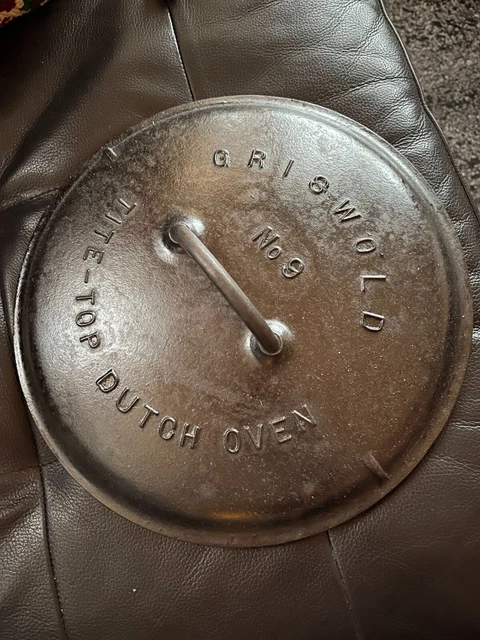 GRISWOLD
No 9
TITE-TOP DUTCH OVEN